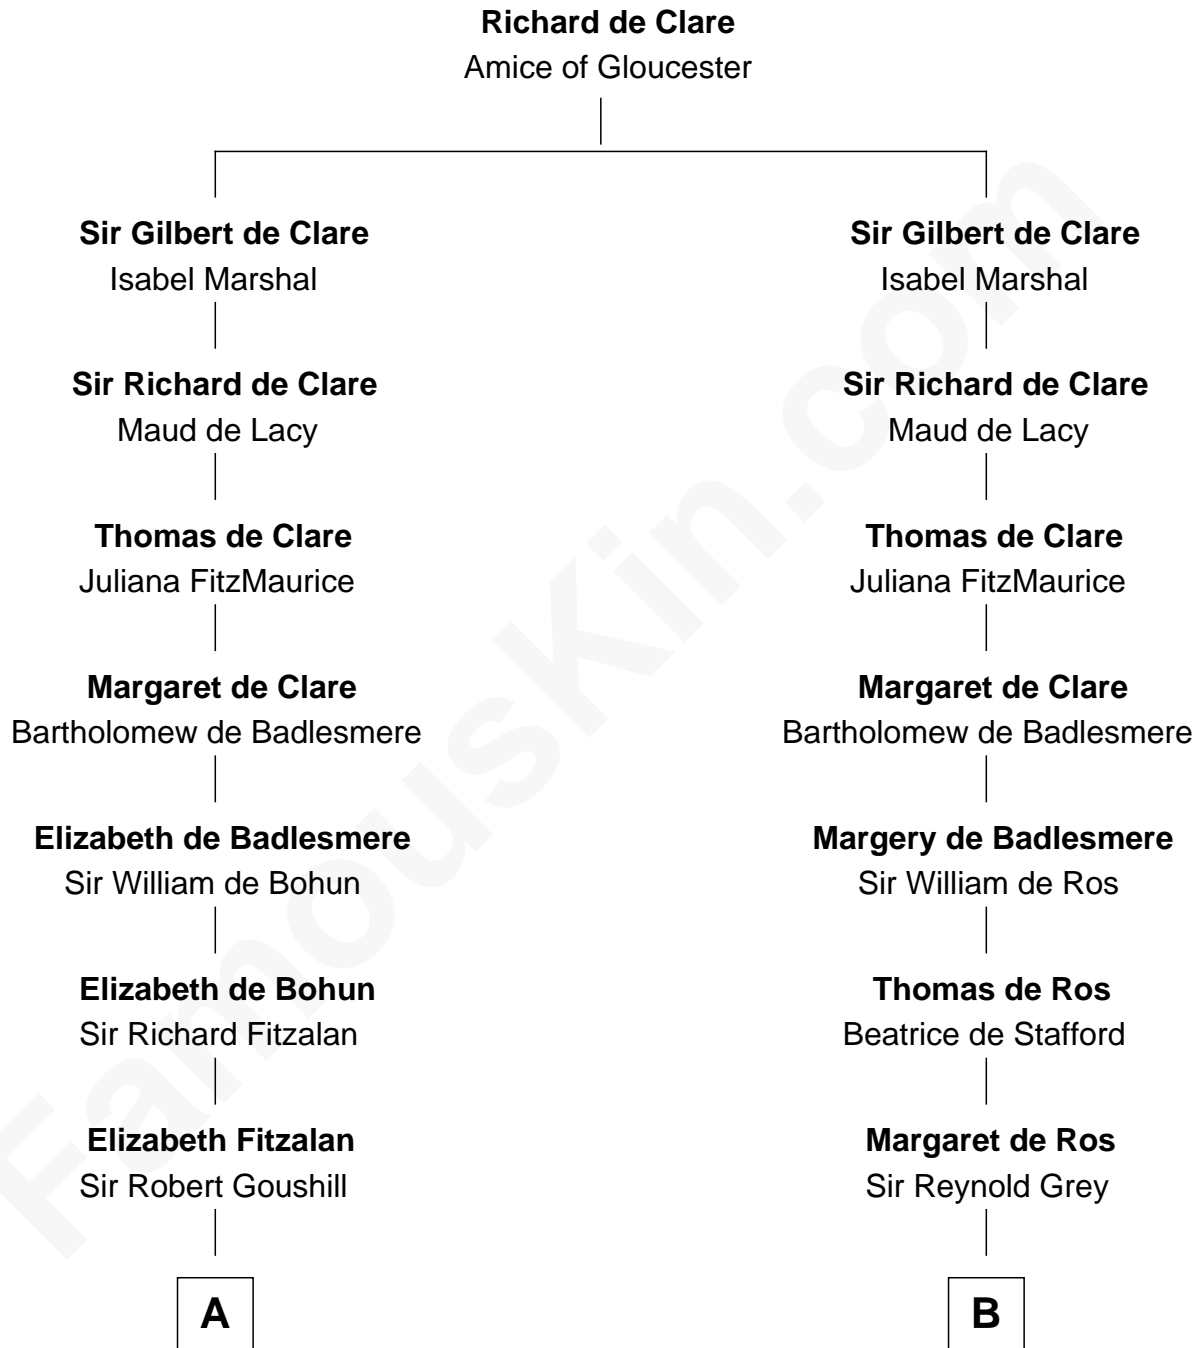 Richard de Clare
Amice of Gloucester
Sir Gilbert de Clare
Isabel Marshal
Sir Richard de Clare
Maud de Lacy
Thomas de Clare
Juliana FitzMaurice
Margaret de Clare
Bartholomew de Badlesmere
Elizabeth de Badlesmere
Sir William de Bohun
Elizabeth de Bohun
Sir Richard Fitzalan
Elizabeth Fitzalan
Sir Robert Goushill
A
Sir Gilbert de Clare
Isabel Marshal
Sir Richard de Clare
Maud de Lacy
Thomas de Clare
Juliana FitzMaurice
Margaret de Clare
Bartholomew de Badlesmere
Margery de Badlesmere
Sir William de Ros
Thomas de Ros
Beatrice de Stafford
Margaret de Ros
Sir Reynold Grey
B
FamousKin.com